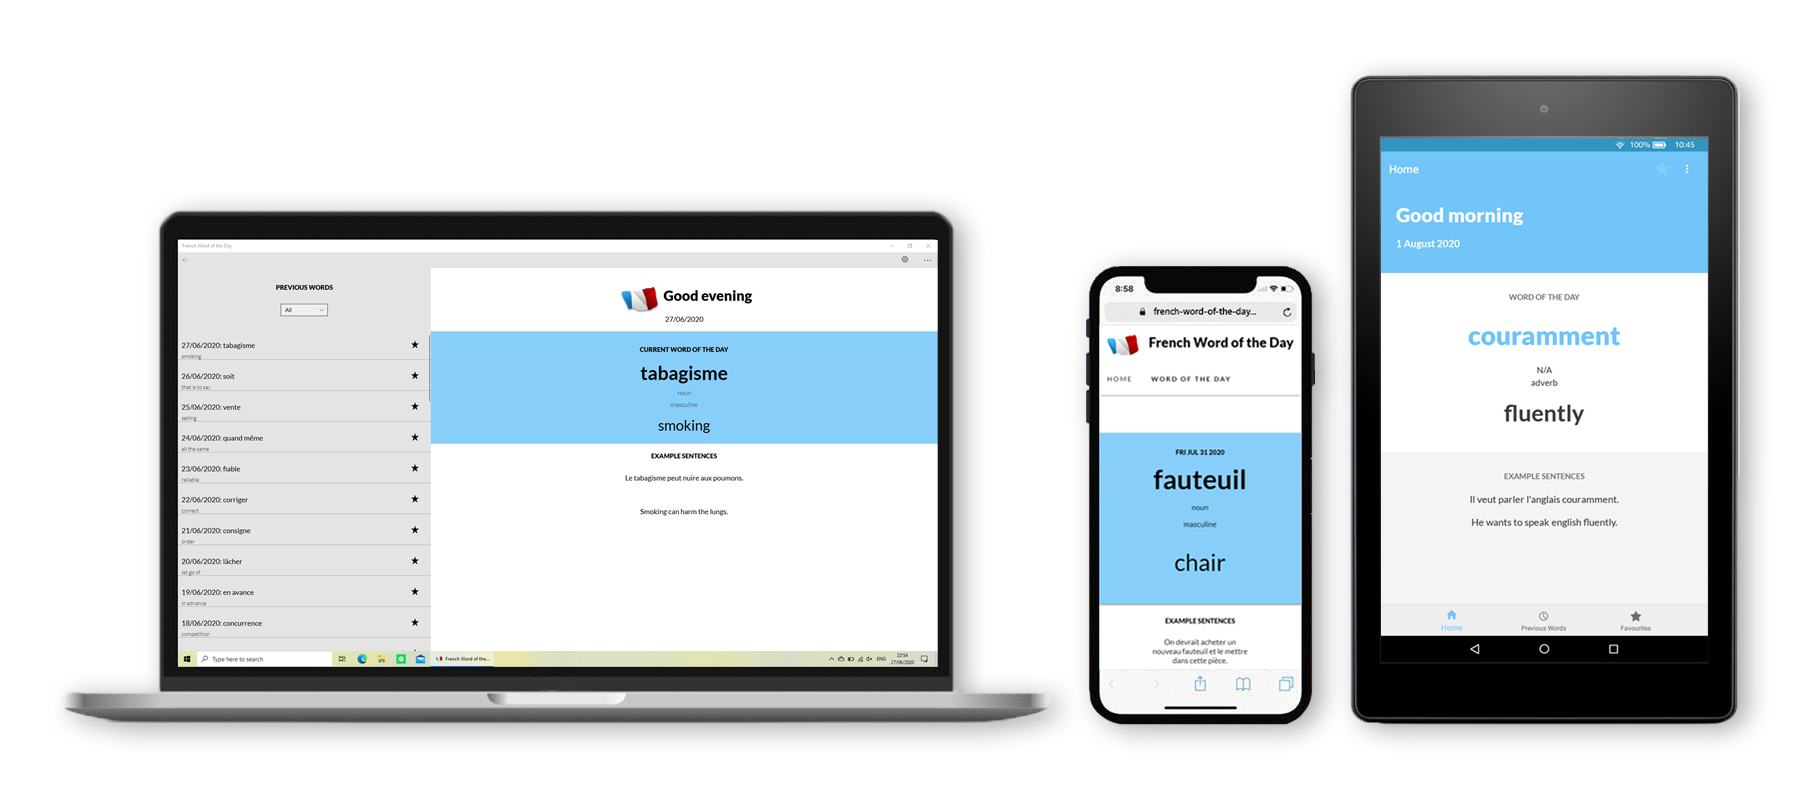 French Word of the Day
PREVIOUS WORDS
All
27/06/2020: tabagisme
smoking
26/06/2020: soit
that is to say
25/06/2020: vente
selling
24/06/2020: quand même
all the same
23/06/2020: fiable
reliable
22/06/2020: corriger
correct
21/06/2020: consigne
order
20/06/2020: lâcher
let go of
19/06/2020: en avance
in advance
18/06/2020: concurrence
competition
Good evening
27/06/2020
CURRENT WORD OF THE DAY
tabagisme
noun
masculine
smoking
EXAMPLE SENTENCES
Le tabagisme peut nuire aux poumons.
Smoking can harm the lungs.
Type here to search
French Word of the...
ENG
22:54
27/06/2020
8:58
french-word-of-the-day...
French Word of the Day
HOME WORD OF THE DAY
FRI JUL 31 2020
fauteuil
noun
masculine
chair
EXAMPLE SENTENCES
On devrait acheter un
nouveau fauteuil et le mettre
dans cette pièce.
100% 10:45
Home
Good morning
1 August 2020
WORD OF THE DAY
couramment
N/A
adverb
fluently
EXAMPLE SENTENCES
Il veut parler l'anglais couramment.
He wants to speak english fluently.
Home Previous Words Favourites